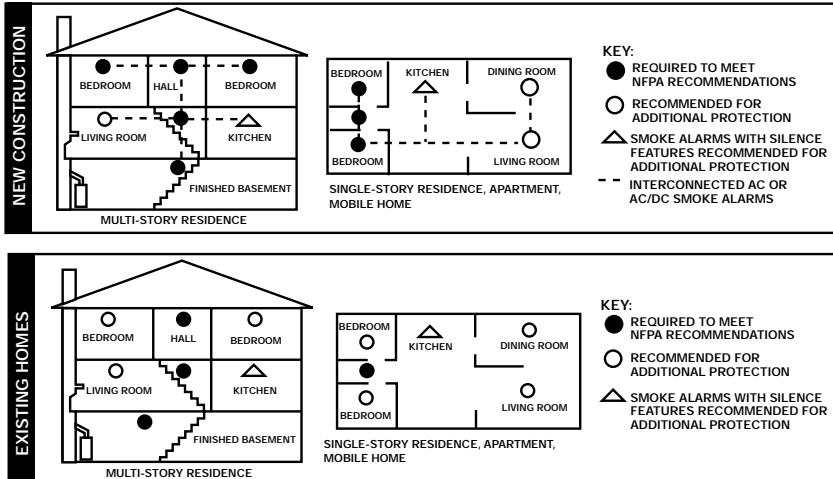 NEW CONSTRUCTION
BEDROOM
HALL
BEDROOM
LIVING ROOM
KITCHEN
FINISHED BASEMENT
MULTI-STORY RESIDENCE
BEDROOM
KITCHEN
DINING ROOM
BEDROOM
LIVING ROOM
SINGLE-STORY RESIDENCE, APARTMENT,
MOBILE HOME
KEY:
REQUIRED TO MEET
NFPA RECOMMENDATIONS
RECOMMENDED FOR
ADDITIONAL PROTECTION
SMOKE ALARMS WITH SILENCE
FEATURES RECOMMENDED FOR
ADDITIONAL PROTECTION
INTERCONNECTED AC OR
AC/DC SMOKE ALARMS
EXISTING HOMES
BEDROOM
HALL
BEDROOM
LIVING ROOM
KITCHEN
FINISHED BASEMENT
MULTI-STORY RESIDENCE
BEDROOM
KITCHEN
DINING ROOM
BEDROOM
LIVING ROOM
SINGLE-STORY RESIDENCE, APARTMENT,
MOBILE HOME
KEY:
REQUIRED TO MEET
NFPA RECOMMENDATIONS
RECOMMENDED FOR
ADDITIONAL PROTECTION
SMOKE ALARMS WITH SILENCE
FEATURES RECOMMENDED FOR
ADDITIONAL PROTECTION